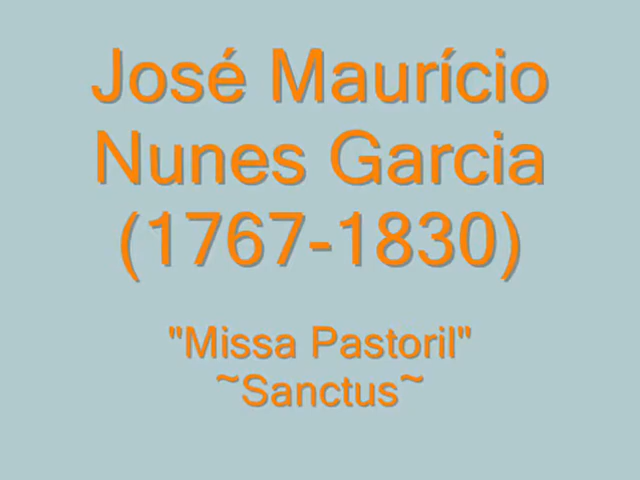 José Maurício
Nunes Garcia
(1767-1830)
"Missa Pastoril"
~Sanctus~